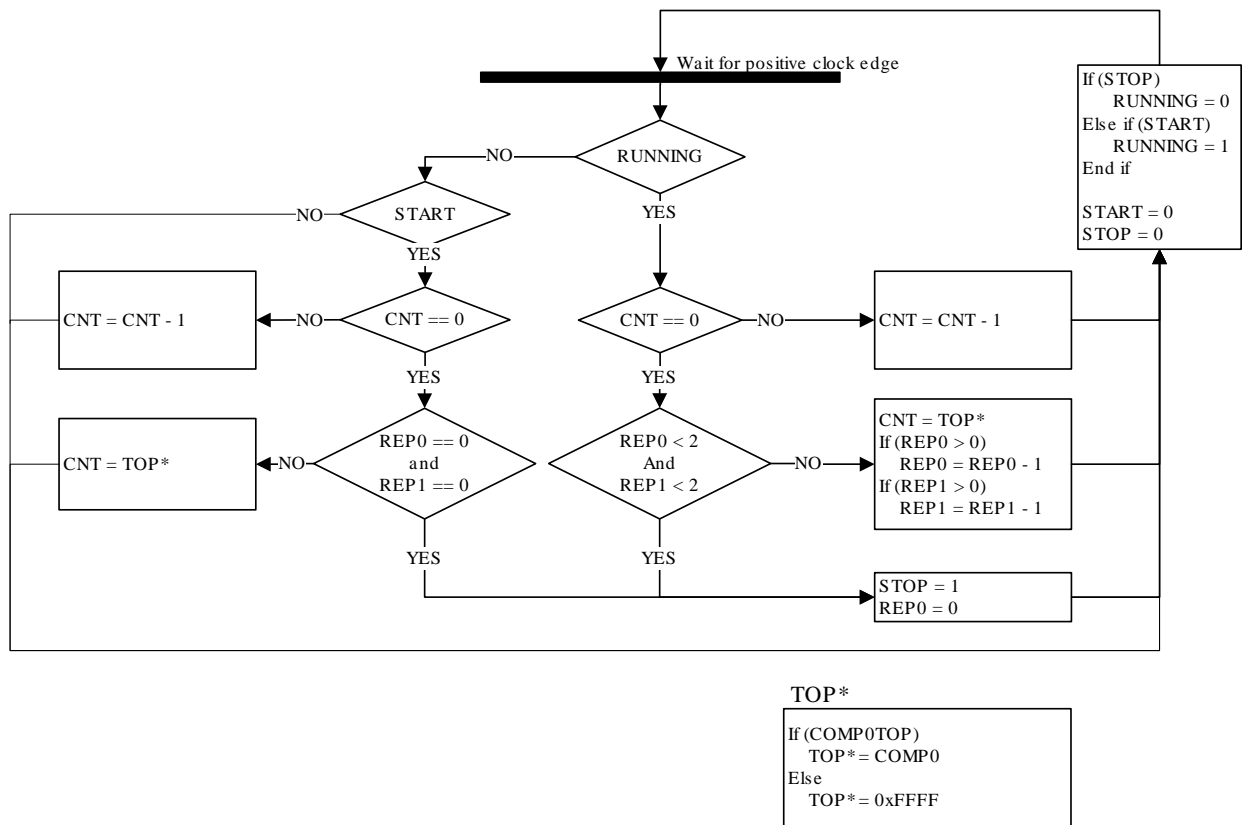 Wait for positive clock edge
If (STOP)
RUNNING = 0
Else if (START)
RUNNING = 1
End if
START = 0
STOP = 0
RUNNING
NO
YES
START
NO
YES
CNT = CNT - 1
NO
CNT == 0
YES
CNT == 0
NO
YES
CNT = CNT - 1
CNT = TOP*
NO
REP0 == 0
and
REP1 == 0
YES
REP0 < 2
And
REP1 < 2
NO
YES
CNT = TOP*
If (REP0 > 0)
REP0 = REP0 - 1
If (REP1 > 0)
REP1 = REP1 - 1
STOP = 1
REP0 = 0
TOP*
If (COMP0TOP)
TOP* = COMP0
Else
TOP* = 0xFFFF